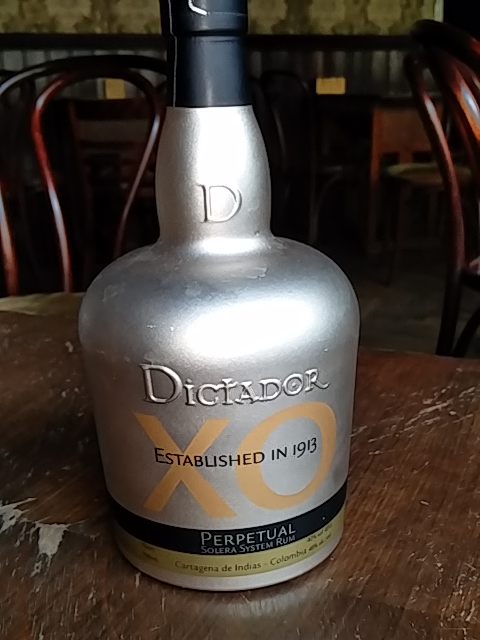 D
DICTADOR
XO
ESTABLISHED IN 1913
PERPETUAL
SOLERA SYSTEM RUM
Cartagena de Indias - Colombia